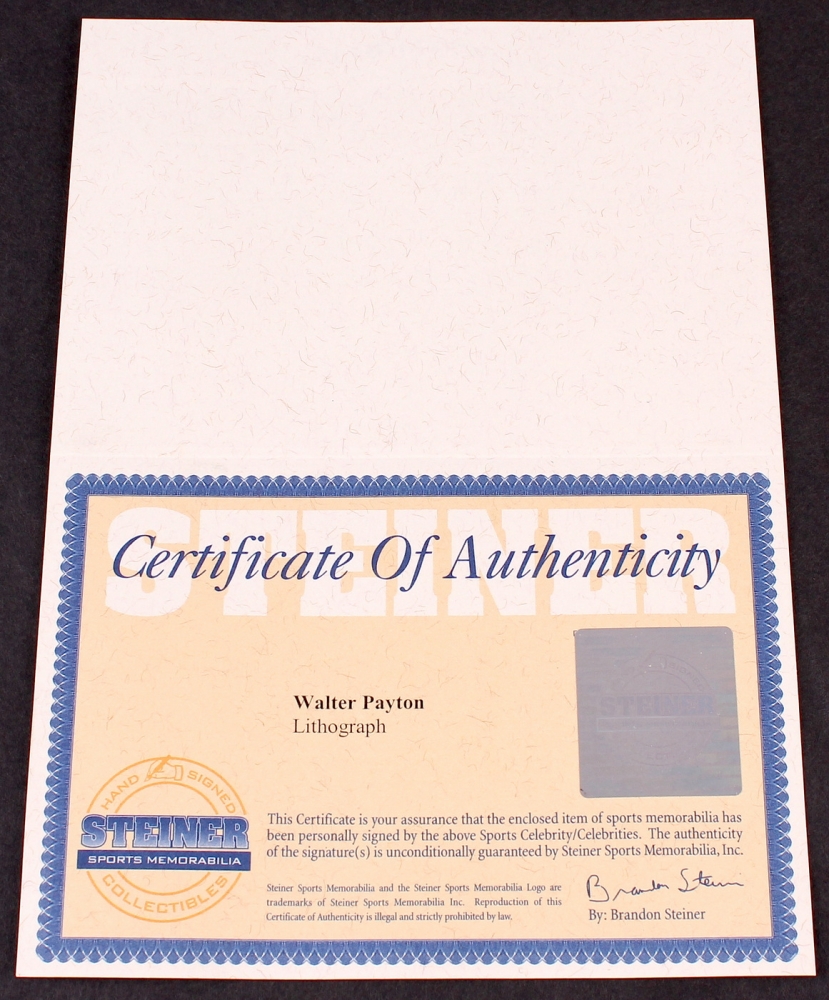 STEINER
Certificate Of Authenticity
STEINER
Walter Payton
Lithograph
HAND SIGNED
STEINER
SPORTS MEMORABILIA
COLLECTIBLES
This Certificate is your assurance that the enclosed item of sports memorabilia has
been personally signed by the above Sports Celebrity/Celebrities. The authenticity
of the signature(s) is unconditionally guaranteed by Steiner Sports Memorabilia, Inc.
Steiner Sports Memorabilia and the Steiner Sports Memorabilia Logo are
trademarks of Steiner Sports Memorabilia Inc. Reproduction of this
Certificate of Authenticity is illegal and strictly prohibited by law.
Brandon Steiner
By: Brandon Steiner